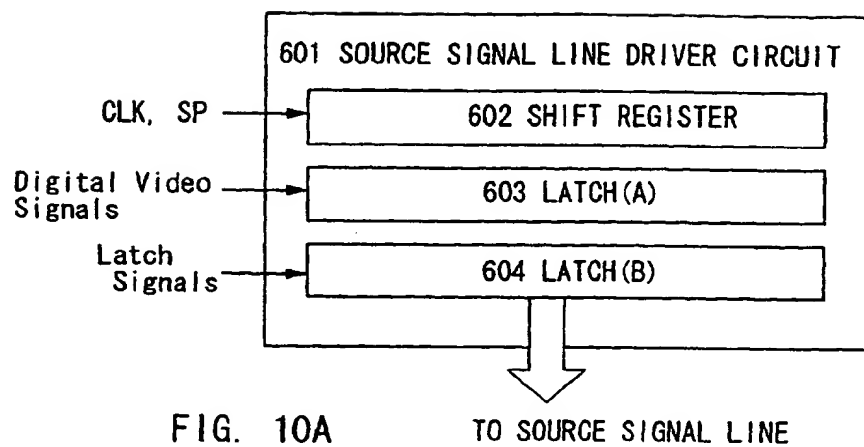 601 SOURCE SIGNAL LINE DRIVER CIRCUIT
CLK, SP
602 SHIFT REGISTER
Digital Video
Signals
603 LATCH(A)
Latch
Signals
604 LATCH(B)
FIG. 10A
TO SOURCE SIGNAL LINE